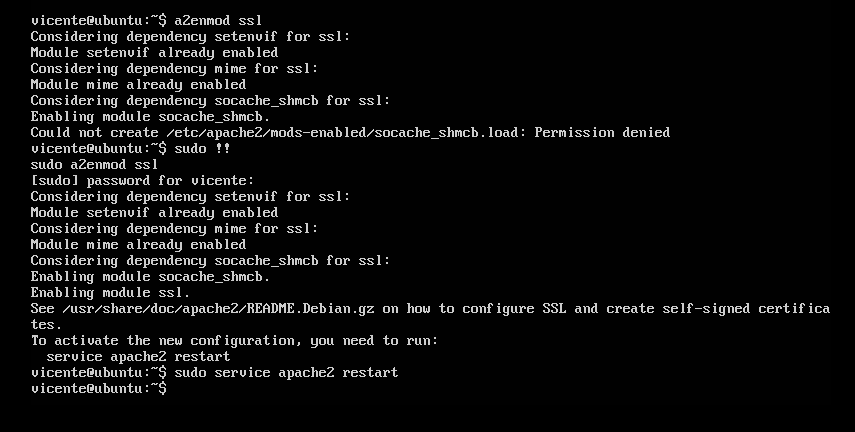 vicente@ubuntu:~$ a2enmod ssl
Considering dependency setenvif for ssl:
Module setenvif already enabled
Considering dependency mime for ssl:
Module mime already enabled
Considering dependency socache_shmcb for ssl:
Enabling module socache_shmcb.
Could not create /etc/apache2/mods-enabled/socache_shmcb.load: Permission denied
vicente@ubuntu:~$ sudo !!
sudo a2enmod ssl
[sudo] password for vicente:
Considering dependency setenvif for ssl:
Module setenvif already enabled
Considering dependency mime for ssl:
Module mime already enabled
Considering dependency socache_shmcb for ssl:
Enabling module socache_shmcb.
Enabling module ssl.
See /usr/share/doc/apache2/README.Debian.gz on how to configure SSL and create self-signed certifica
tes.
To activate the new configuration, you need to run:
  service apache2 restart
vicente@ubuntu:~$ sudo service apache2 restart
vicente@ubuntu:~$